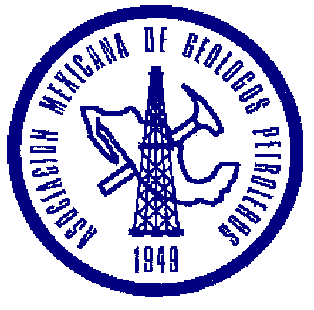 ASOCIACION MEXICANA DE GEOLOGOS PETROLEROS
1949